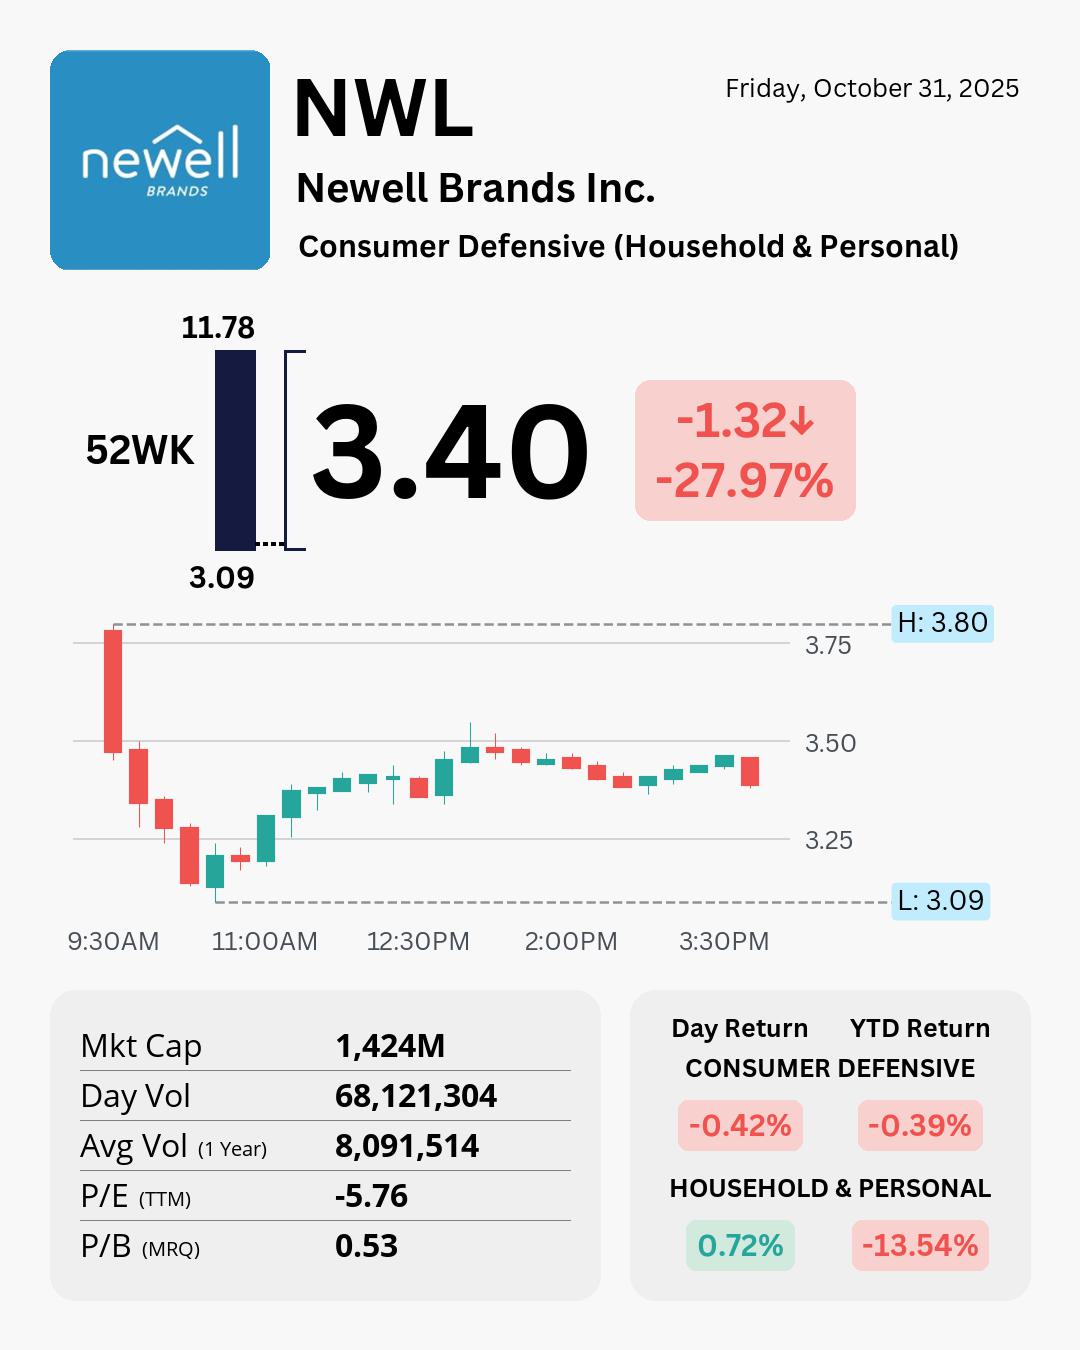 newell
BRANDS
NWL
Friday, October 31, 2025
Newell Brands Inc.
Consumer Defensive (Household & Personal)
11.78
52WK
3.40
-1.32↓
-27.97%
3.09
H: 3.80
3.75
3.50
3.25
L: 3.09
9:30AM 11:00AM 12:30PM 2:00PM 3:30PM
Mkt Cap 1,424M
Day Vol 68,121,304
Avg Vol (1 Year) 8,091,514
P/E (TTM) -5.76
P/B (MRQ) 0.53
Day Return YTD Return
CONSUMER DEFENSIVE
-0.42% -0.39%
HOUSEHOLD & PERSONAL
0.72% -13.54%